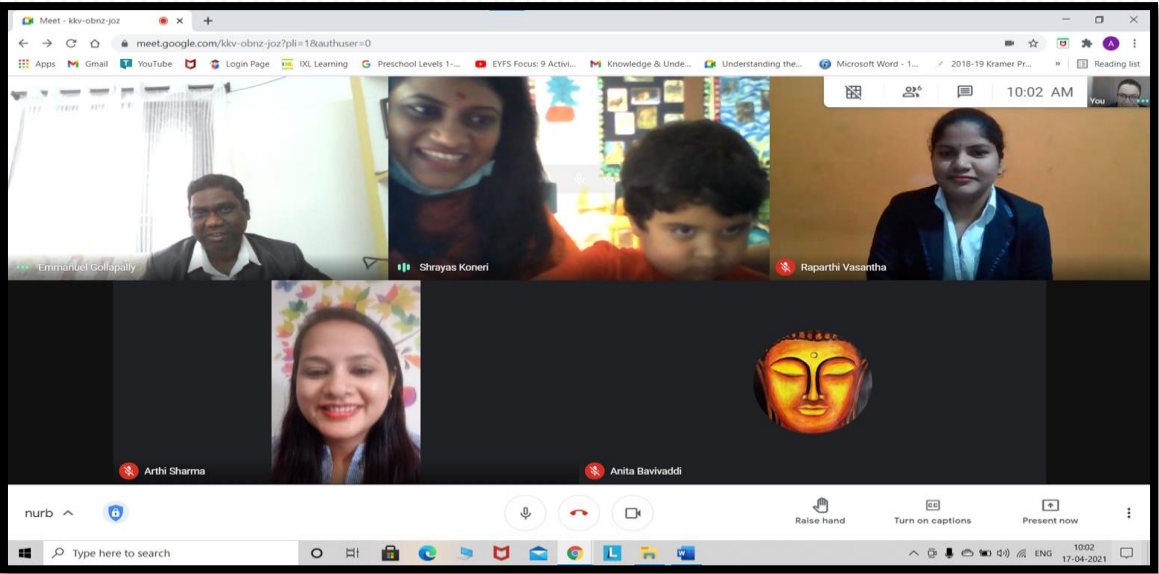 Meet - kkv-obnz-joz
meet.google.com/kkv-obnz-joz?pli=1&authuser=0
A
Apps Gmail YouTube Login Page IXL Learning Preschool Levels 1-... EYFS Focus: 9 Activi... Knowledge & Unde... Understanding the... Microsoft Word - 1... 2018-19 Kramer Pr... » Reading list
6 10:02 AM You
Emmanuel Gollapally
Shrayas Koneri
Raparthi Vasantha
Arthi Sharma
Anita Bavivaddi
nurb
Raise hand
CC
Turn on captions
Present now
Type here to search
L
W
ENG
10:02
17-04-2021